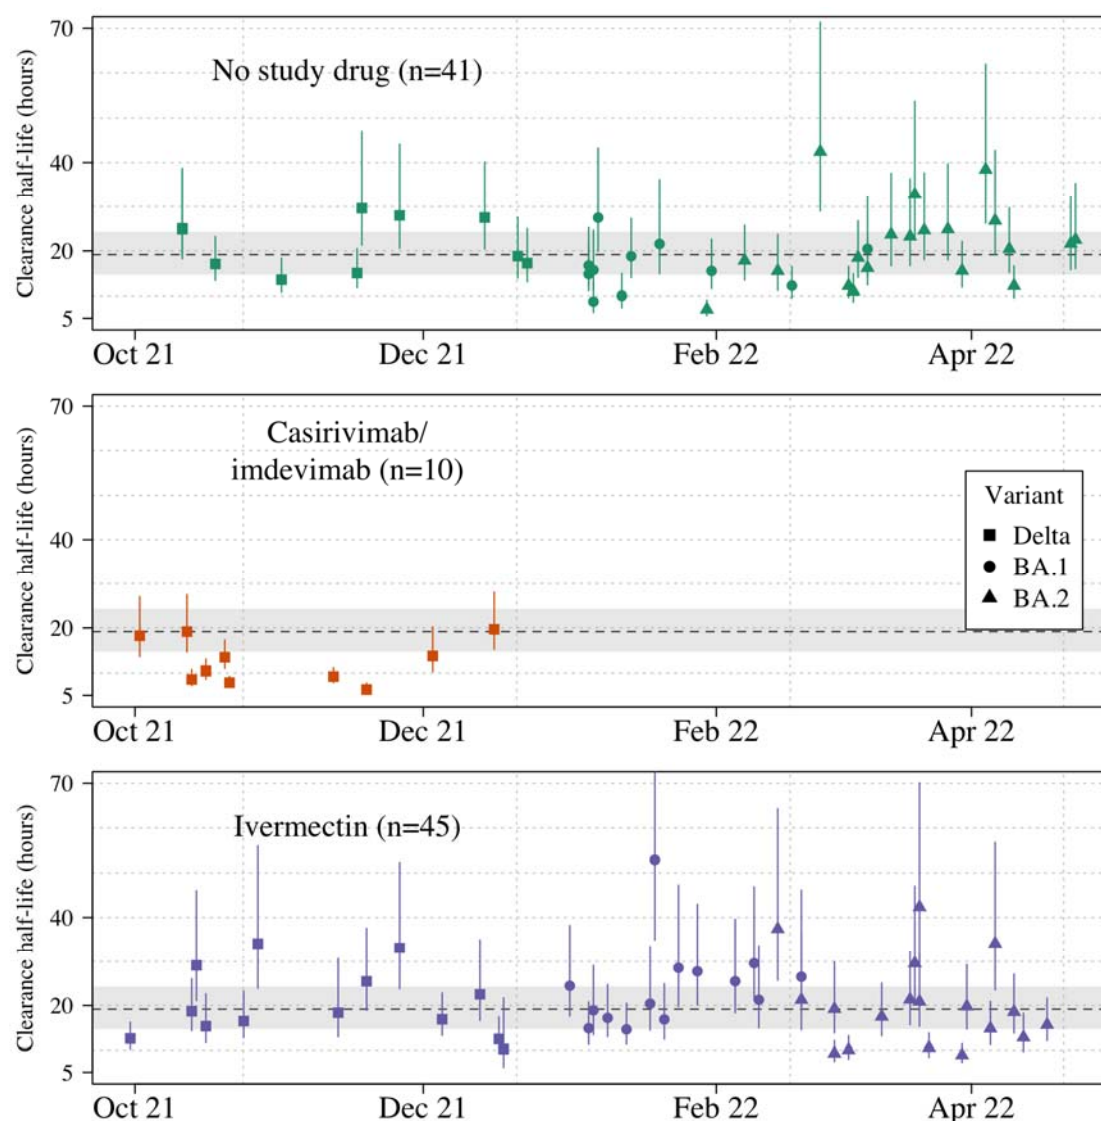 No study drug (n=41)
Clearance half-life (hours)
70
40
20
5
Oct 21 Dec 21 Feb 22 Apr 22
Casirivimab/
imdevimab (n=10)
Clearance half-life (hours)
70
40
20
5
Variant
Delta
BA.1
BA.2
Oct 21 Dec 21 Feb 22 Apr 22
Ivermectin (n=45)
Clearance half-life (hours)
70
40
20
5
Oct 21 Dec 21 Feb 22 Apr 22